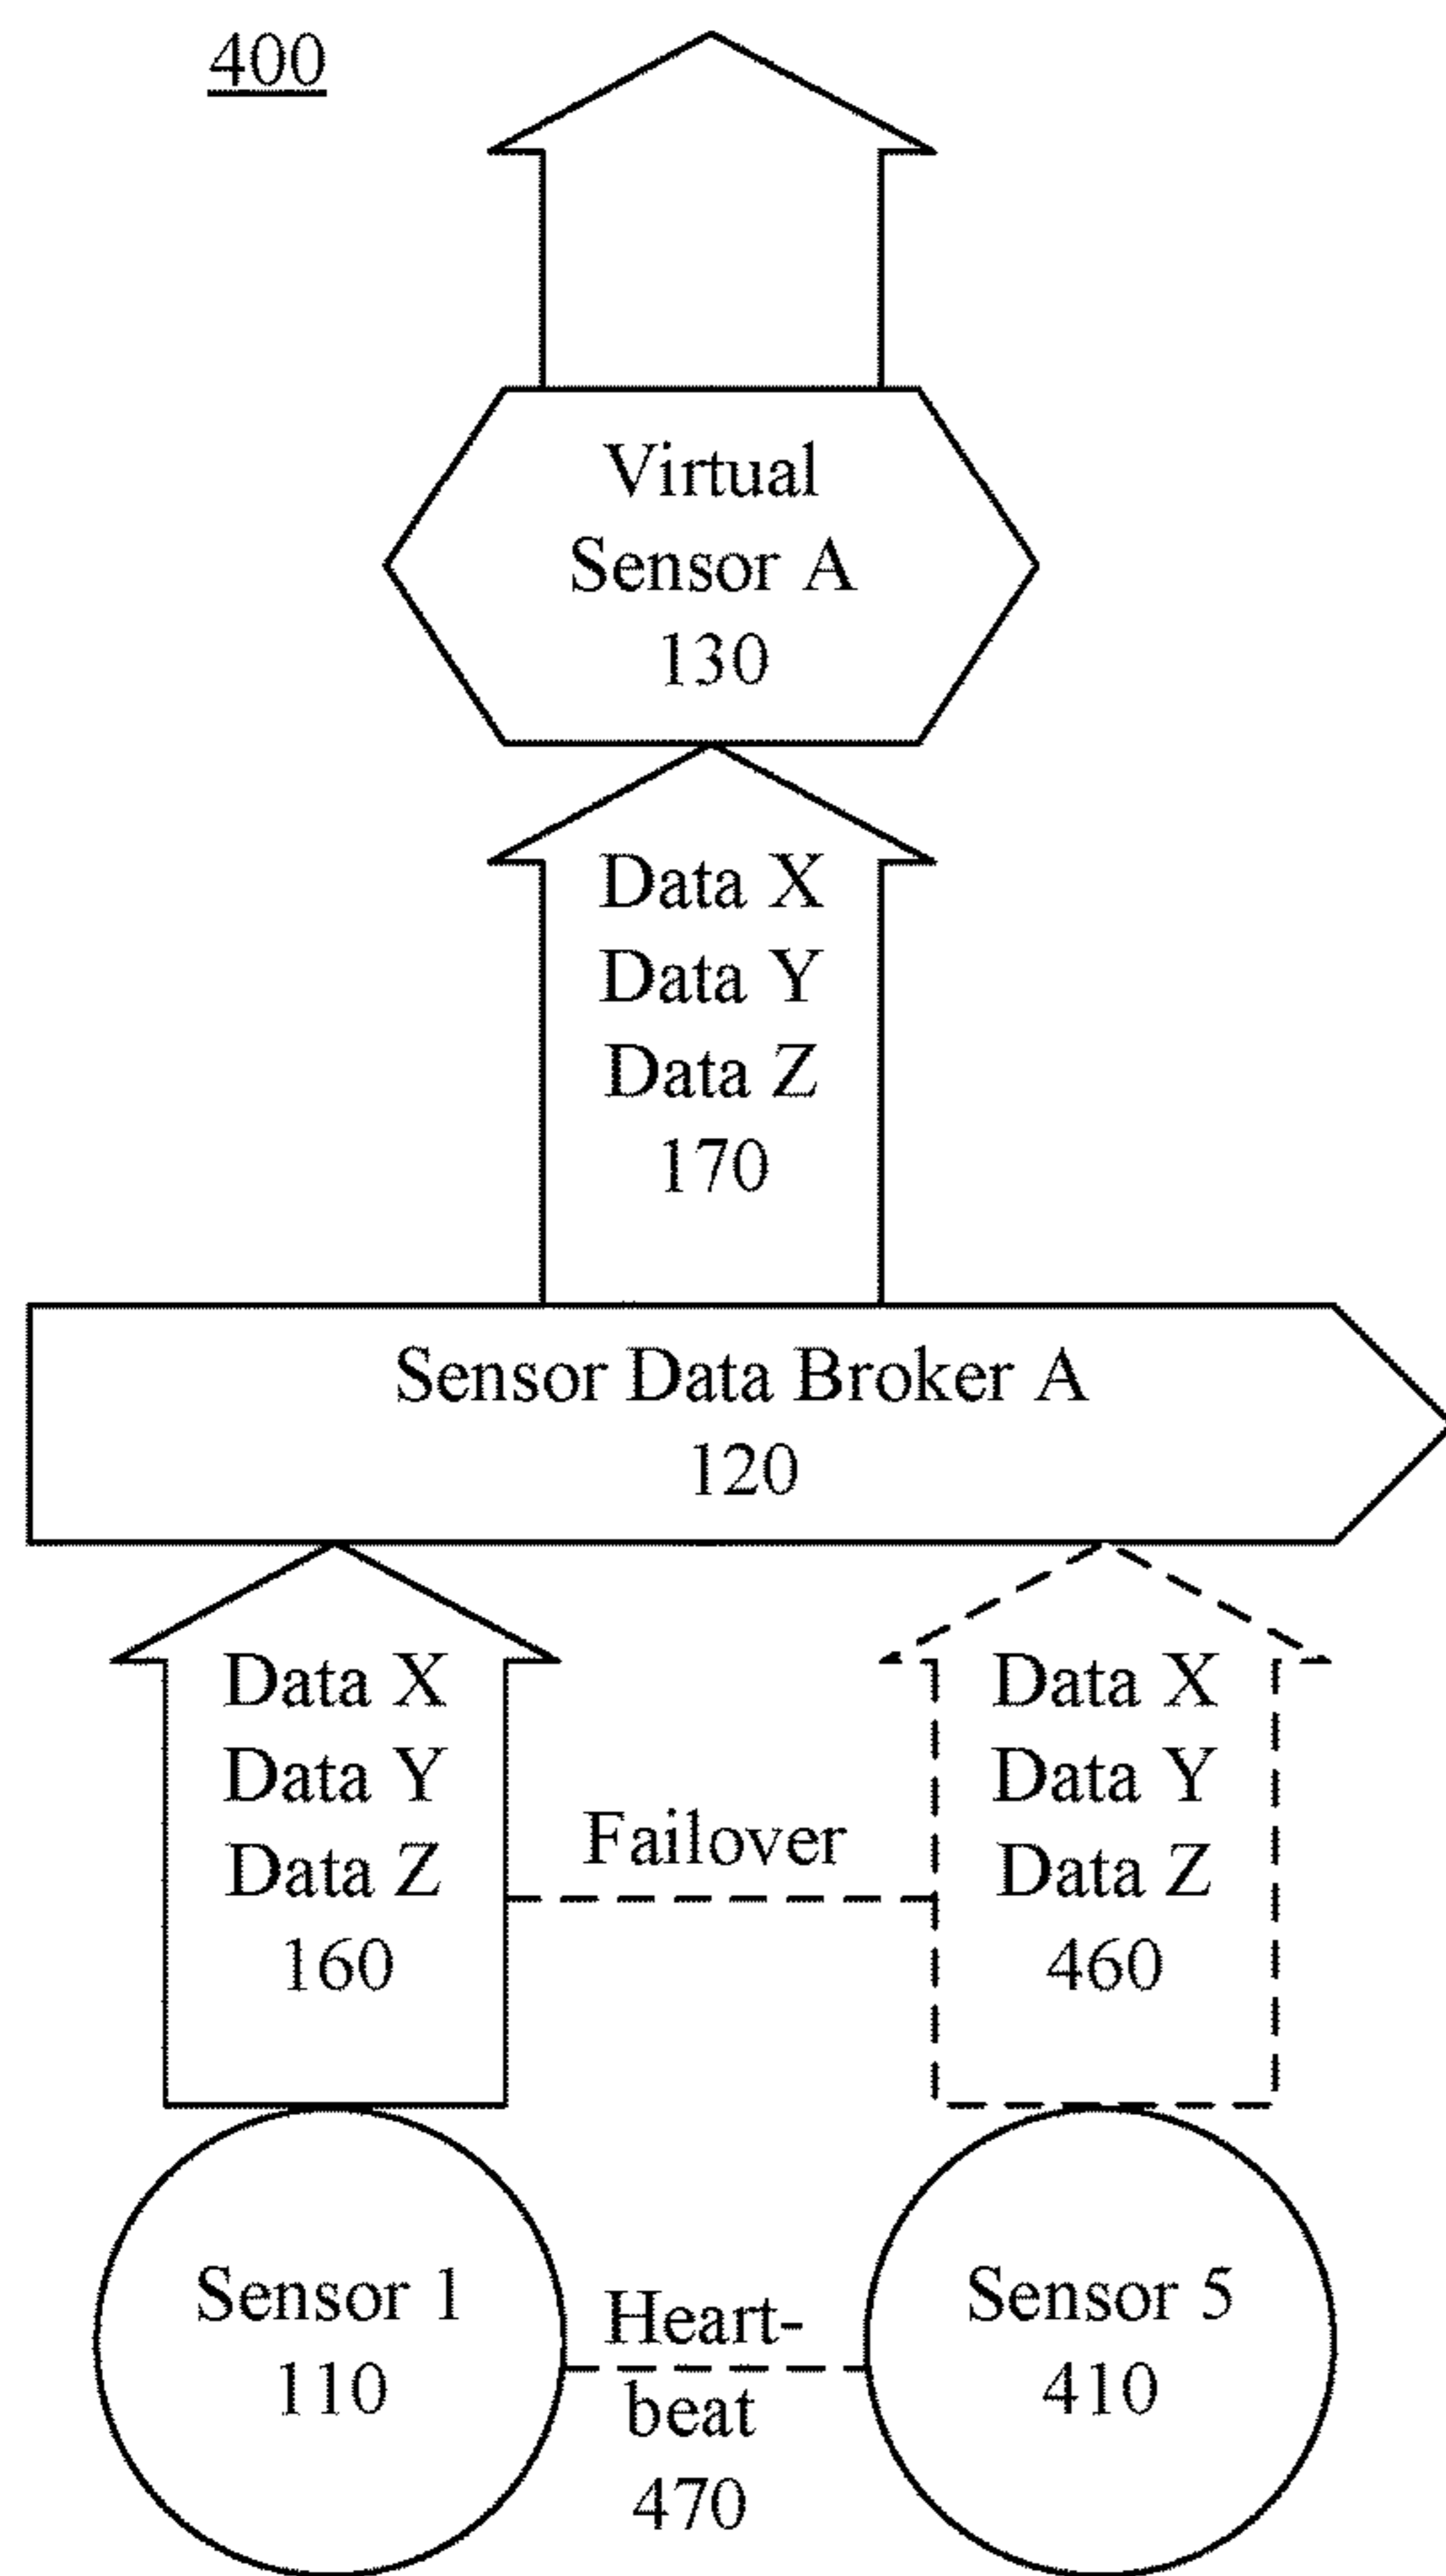 400
Virtual
Sensor A
130
Data X
Data Y
Data Z
170
Sensor Data Broker A
120
Data X
Data Y
Data Z
160
Failover
Data X
Data Y
Data Z
460
Sensor 1
110
Heart-
beat
470
Sensor 5
410